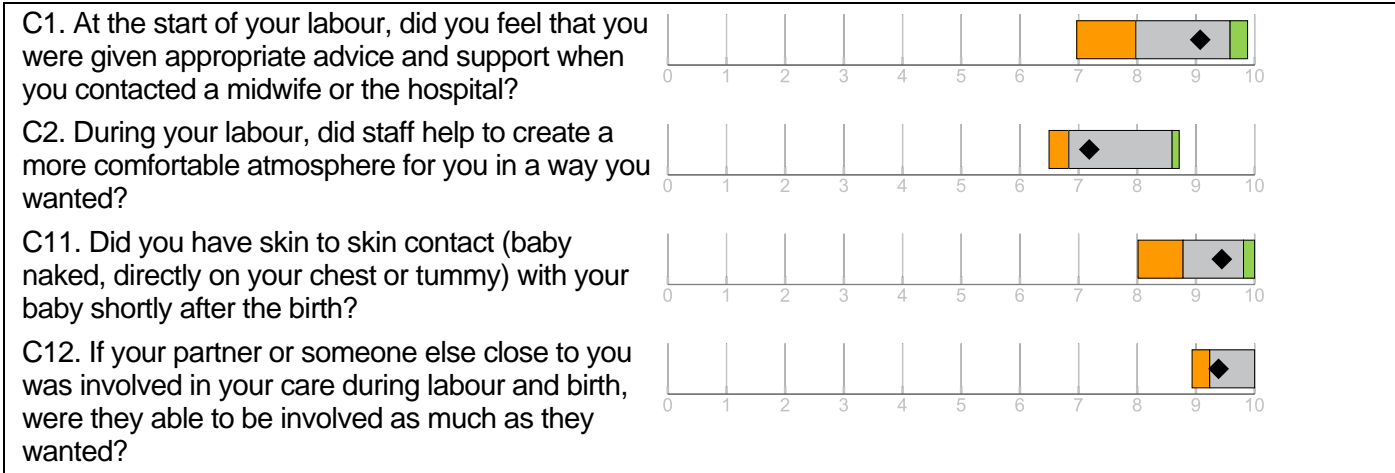 C1. At the start of your labour, did you feel that you
were given appropriate advice and support when
you contacted a midwife or the hospital?
0 1 2 3 4 5 6 7 8 9 10
C2. During your labour, did staff help to create a
more comfortable atmosphere for you in a way you
wanted?
0 1 2 3 4 5 6 7 8 9 10
C11. Did you have skin to skin contact (baby
naked, directly on your chest or tummy) with your
baby shortly after the birth?
0 1 2 3 4 5 6 7 8 9 10
C12. If your partner or someone else close to you
was involved in your care during labour and birth,
were they able to be involved as much as they
wanted?
0 1 2 3 4 5 6 7 8 9 10